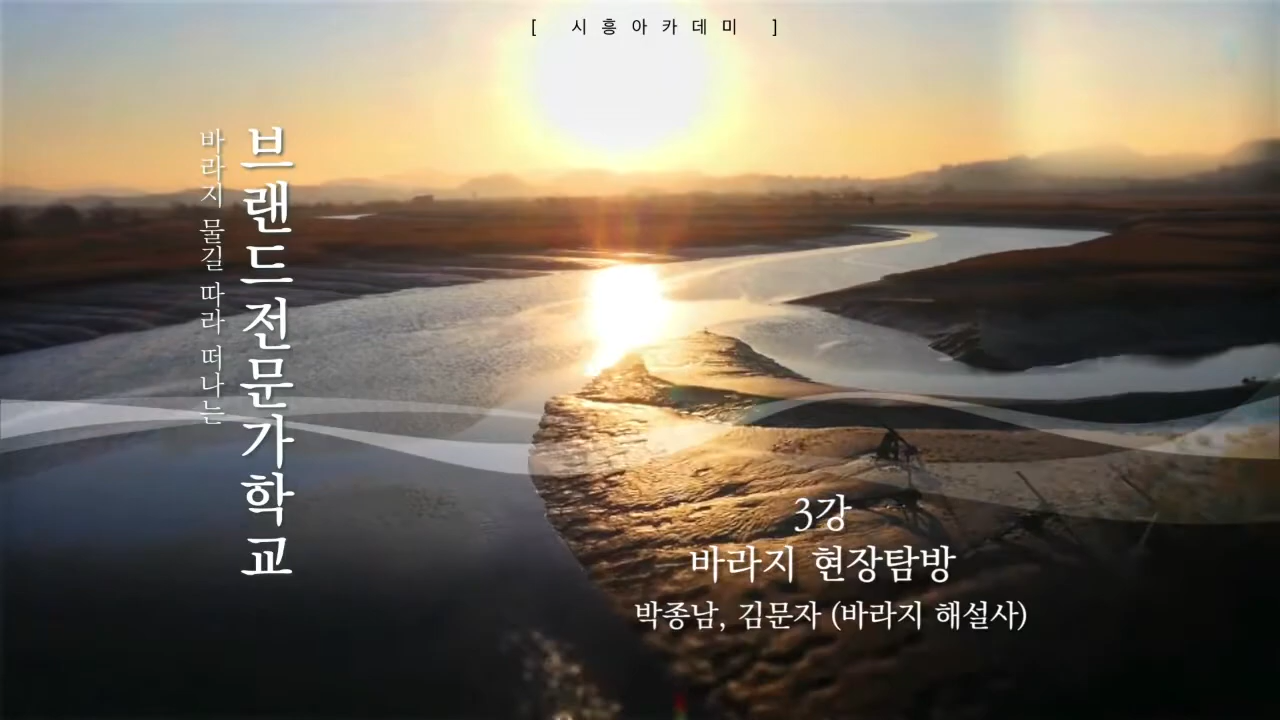 [ 시흥아카데미 ]
바라지 물길 따라 떠나는
브랜드전문가학교
3강
바라지 현장탐방
박종남, 김문자 (바라지 해설사)